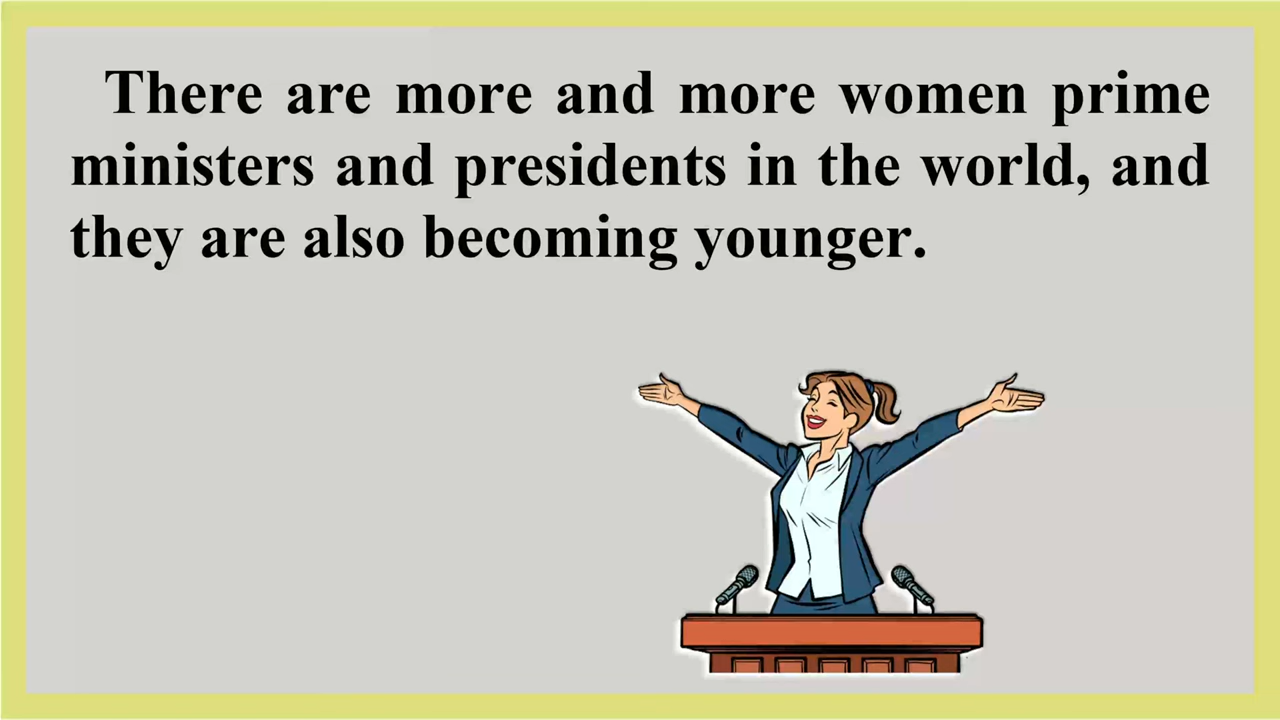 There are more and more women prime
ministers and presidents in the world, and
they are also becoming younger.